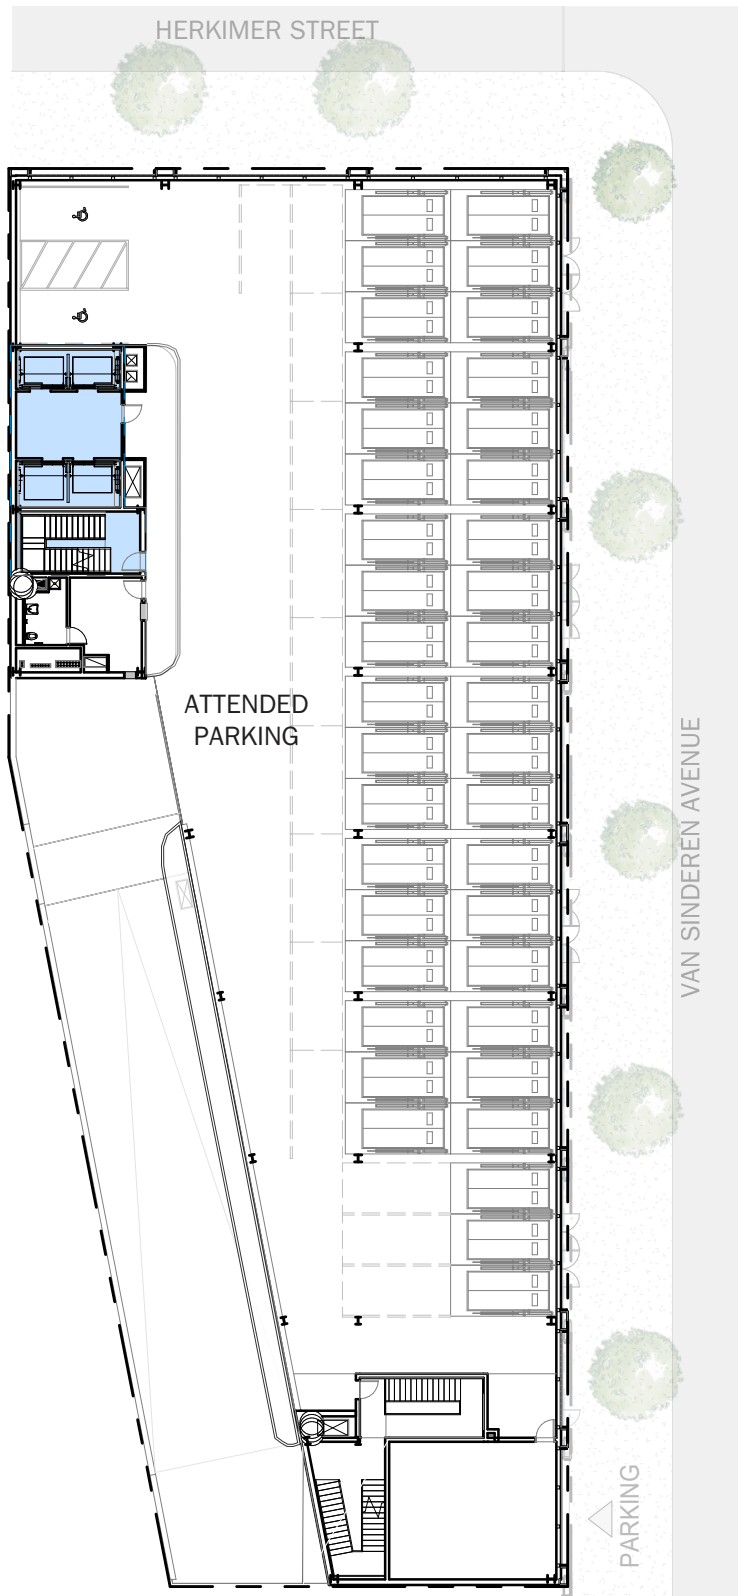 HERKIMER STREET
ATTENDED
PARKING
VAN SINDEREN AVENUE
PARKING